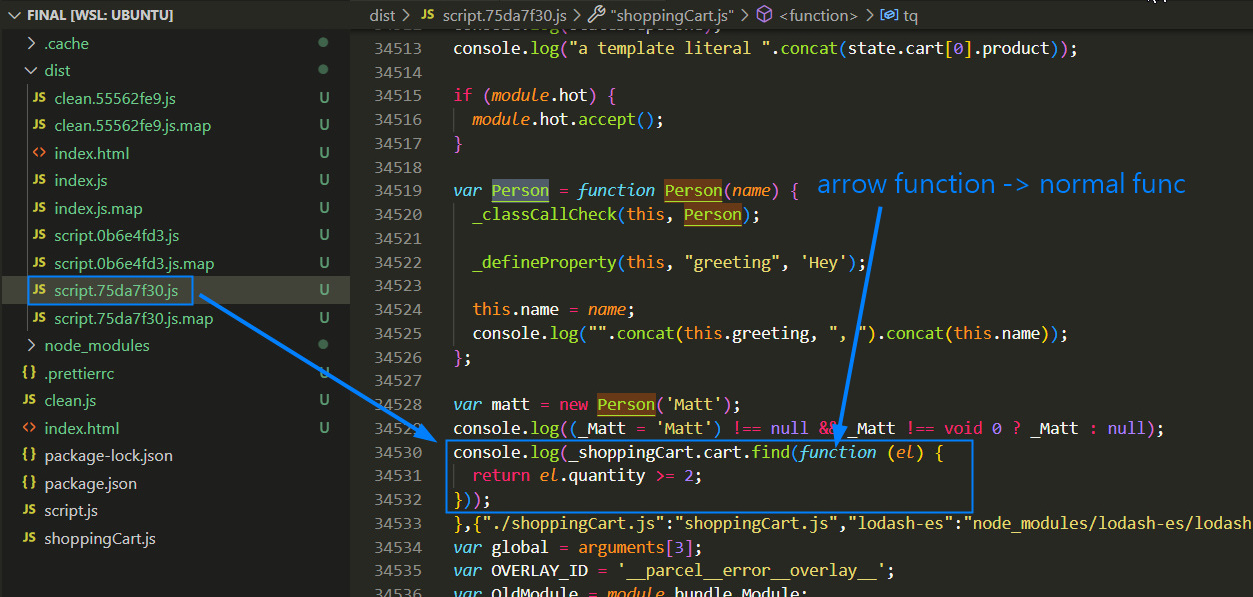 FINAL [WSL: UBUNTU]
.cache
dist
JS clean.55562fe9.js U
JS clean.55562fe9.js.map U
<> index.html U
JS index.js U
JS index.js.map U
JS script.0b6e4fd3.js U
JS script.0b6e4fd3.js.map U
JS script.75da7f30.js U
JS script.75da7f30.js.map U
node_modules
{} .prettierrc U
JS clean.js U
<> index.html U
{} package-lock.json
{} package.json
JS script.js
JS shoppingCart.js
dist > JS script.75da7f30.js > "shoppingCart.js" > <function> > tq
34513 console.log("a template literal ".concat(state.cart[0].product));
34514
34515 if (module.hot) {
34516 module.hot.accept();
34517 }
34518
34519 var Person = function Person(name) {
arrow function -> normal func
34520 _classCallCheck(this, Person);
34521
34522 _defineProperty(this, "greeting", 'Hey');
34523
34524 this.name = name;
34525 console.log("".concat(this.greeting, ", ").concat(this.name));
34526 };
34527
34528 var matt = new Person('Matt');
34529 console.log((_Matt = 'Matt') !== null && _Matt !== void 0 ? _Matt : null);
34530 console.log(_shoppingCart.cart.find(function (el) {
34531 return el.quantity >= 2;
34532 }));
34533 },{"./shoppingCart.js":"shoppingCart.js","lodash-es":"node_modules/lodash-es/lodash
34534 var global = arguments[3];
34535 var OVERLAY_ID = '__parcel__error__overlay__';
34536 var OldModule = module.bundle.Module;